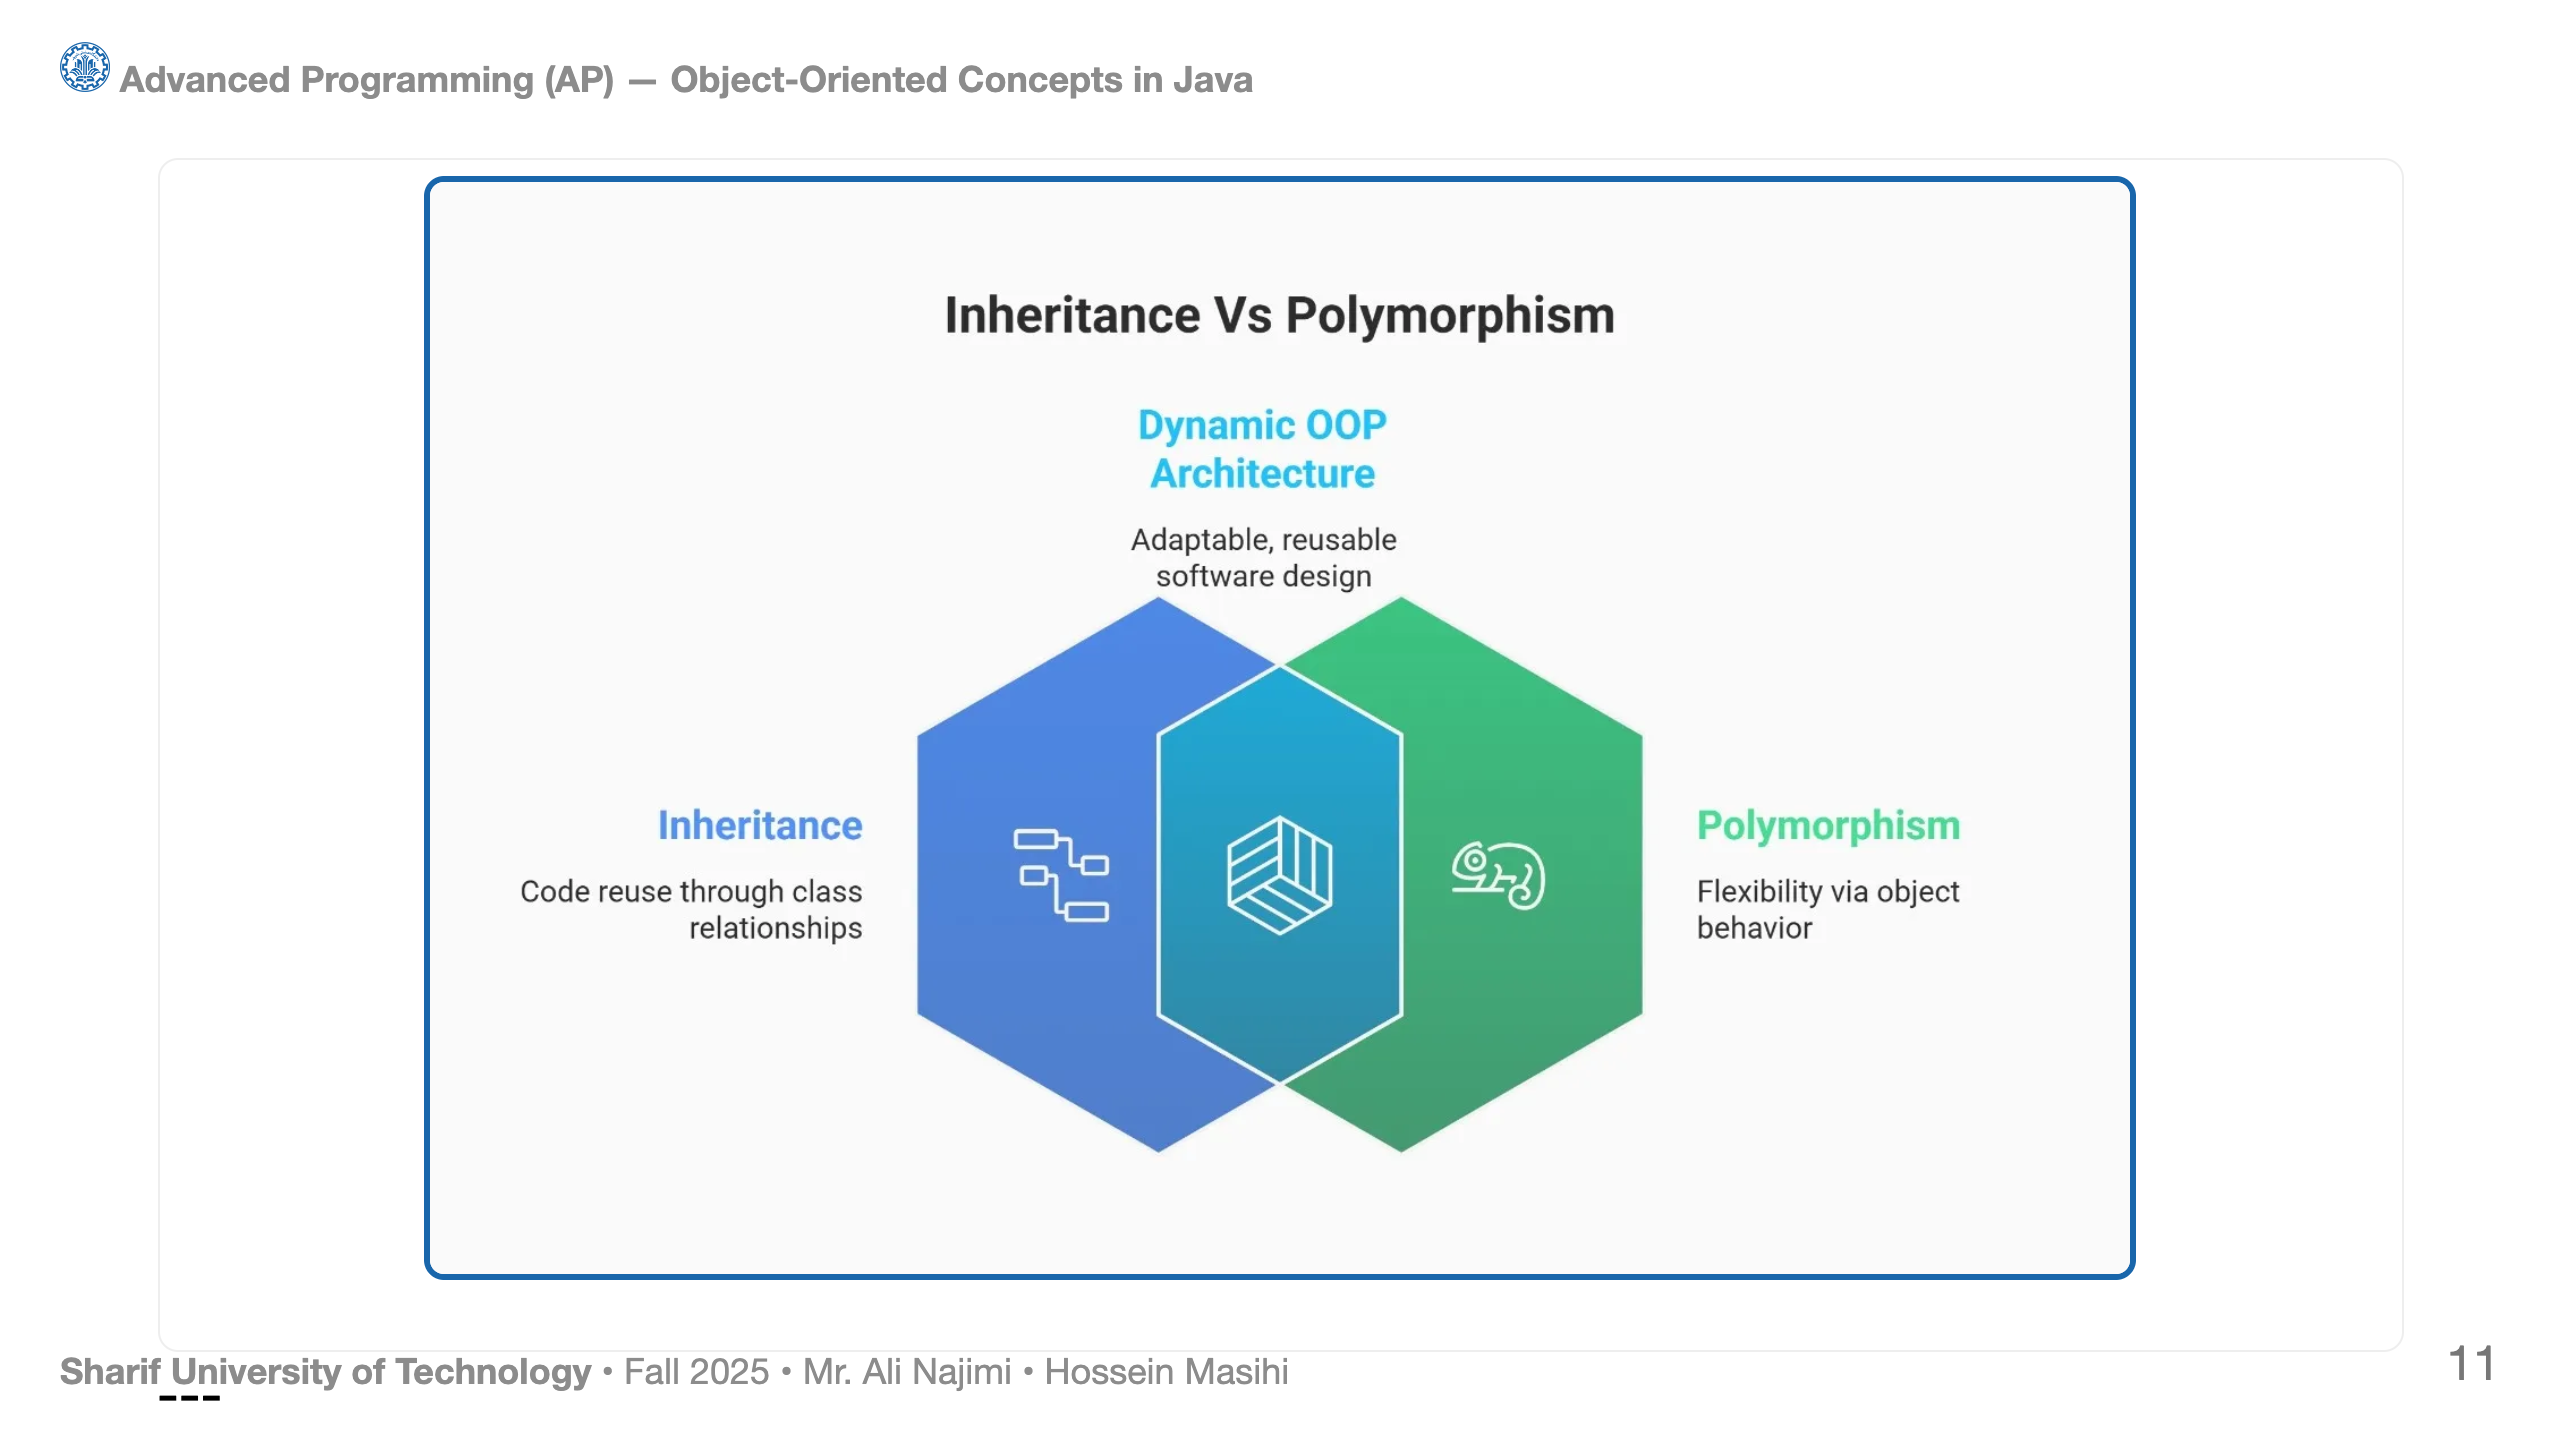 Advanced Programming (AP) — Object-Oriented Concepts in Java
Inheritance Vs Polymorphism
Dynamic OOP
Architecture
Adaptable, reusable
software design
Inheritance
Code reuse through class
relationships
Polymorphism
Flexibility via object
behavior
Sharif University of Technology • Fall 2025 • Mr. Ali Najimi • Hossein Masihi
---
11